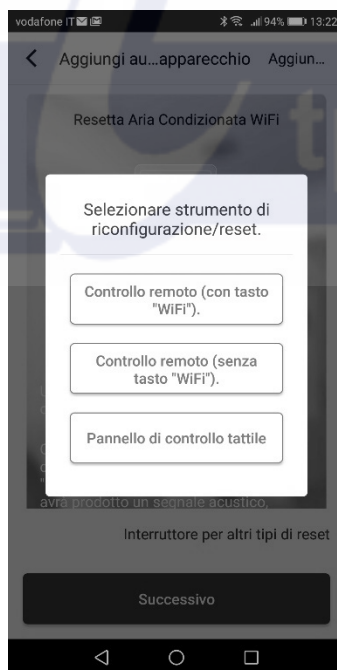 vodafone IT 94% 13:22
Aggiungi au...apparecchio Aggiun...
Resetta Aria Condizionata WiFi
Selezionare strumento di
riconfigurazione/reset.
Controllo remoto (con tasto
"WiFi").
Controllo remoto (senza
tasto "WiFi").
Pannello di controllo tattile
avrà prodotto un segnale acustico,
Interruttore per altri tipi di reset
Successivo